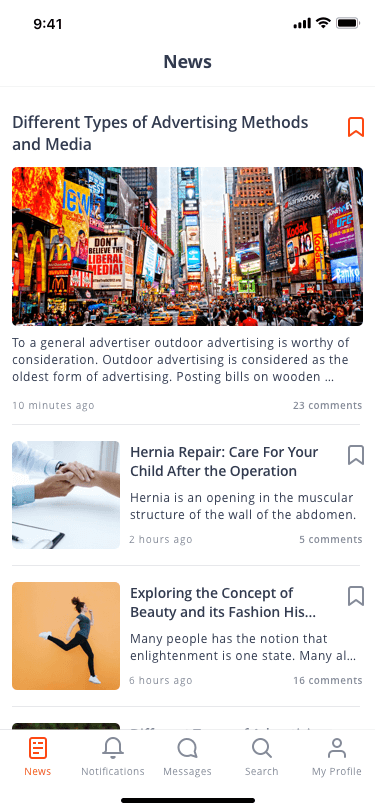 9:41
News
Different Types of Advertising Methods
and Media
DON'T
BELIEVE THE
LIBERAL
MEDIA!
Kodak
To a general advertiser outdoor advertising is worthy of
consideration. Outdoor advertising is considered as the
oldest form of advertising. Posting bills on wooden ...
10 minutes ago
23 comments
Hernia Repair: Care For Your
Child After the Operation
Hernia is an opening in the muscular
structure of the wall of the abdomen.
2 hours ago
5 comments
Exploring the Concept of
Beauty and its Fashion His...
Many people has the notion that
enlightenment is one state. Many al...
6 hours ago
16 comments
News
Notifications
Messages
Search
My Profile